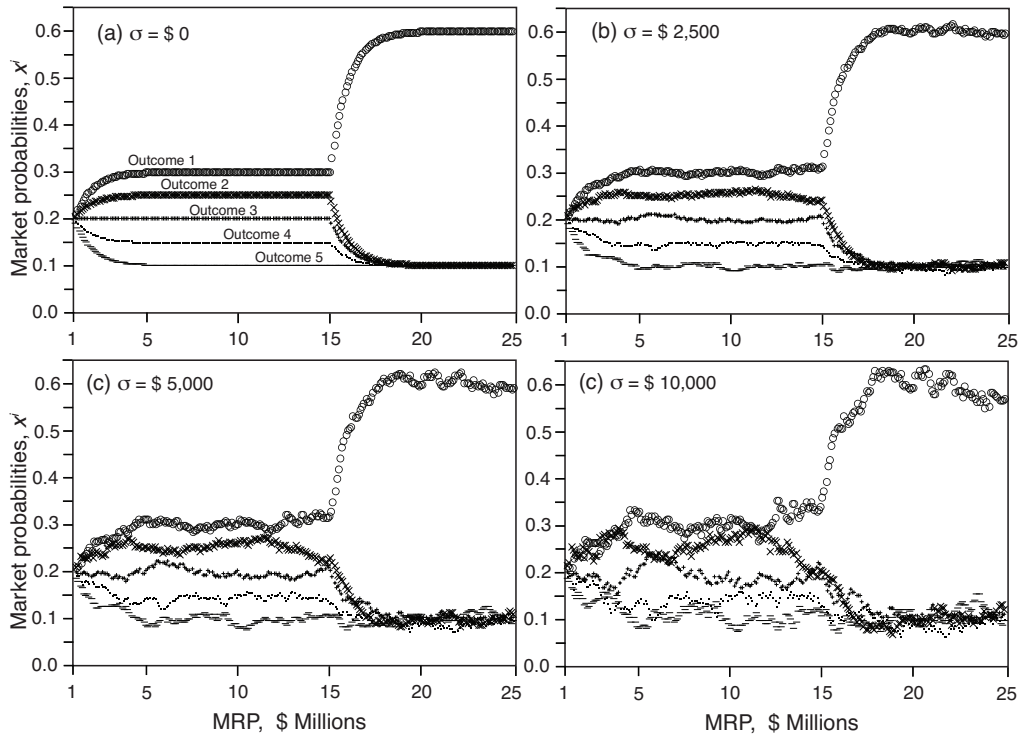 (a) σ = $ 0
(b) σ = $ 2,500
Market probabilities, xⁱ
0.6
0.5
0.4
0.3
0.2
0.1
0.0
Outcome 1
Outcome 2
Outcome 3
Outcome 4
Outcome 5
1 5 10 15 20 25
0.6
0.5
0.4
0.3
0.2
0.1
0.0
1 5 10 15 20 25
(c) σ = $ 5,000
(c) σ = $ 10,000
Market probabilities, xⁱ
0.6
0.5
0.4
0.3
0.2
0.1
0.0
1 5 10 15 20 25
MRP, $ Millions
0.6
0.5
0.4
0.3
0.2
0.1
0.0
1 5 10 15 20 25
MRP, $ Millions